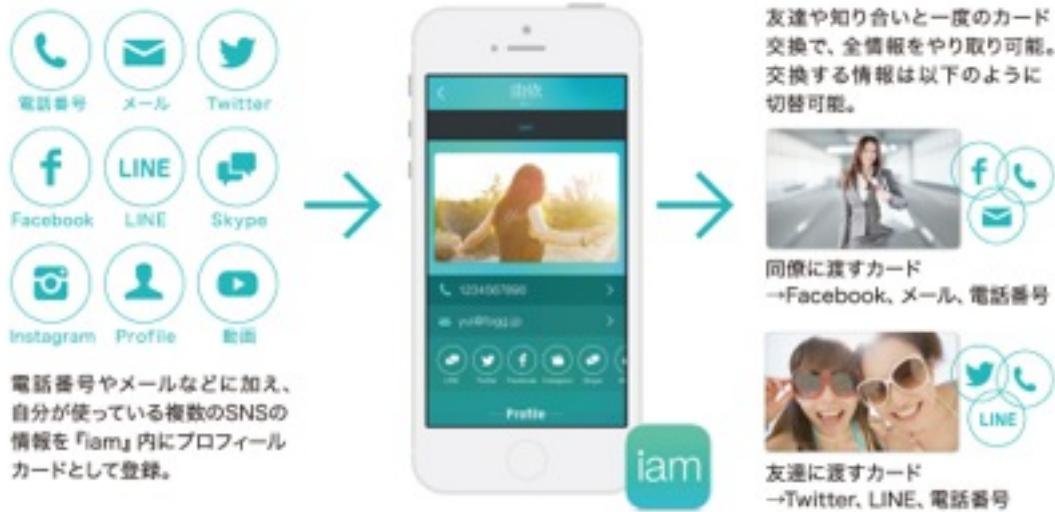 電話番号
メール
Twitter
Facebook
LINE
LINE
Skype
Instagram
Profile
動画
電話番号やメールなどに加え、
自分が使っている複数のSNSの
情報を『iam』内にプロフィール
カードとして登録。
1234567890
LINE
Twitter
Facebook
Instagram
Skype
Profile
iam
友達や知り合いと一度のカード
交換で、全情報をやり取り可能。
交換する情報は以下のように
切替可能。
同僚に渡すカード
→Facebook、メール、電話番号
LINE
友達に渡すカード
→Twitter、LINE、電話番号